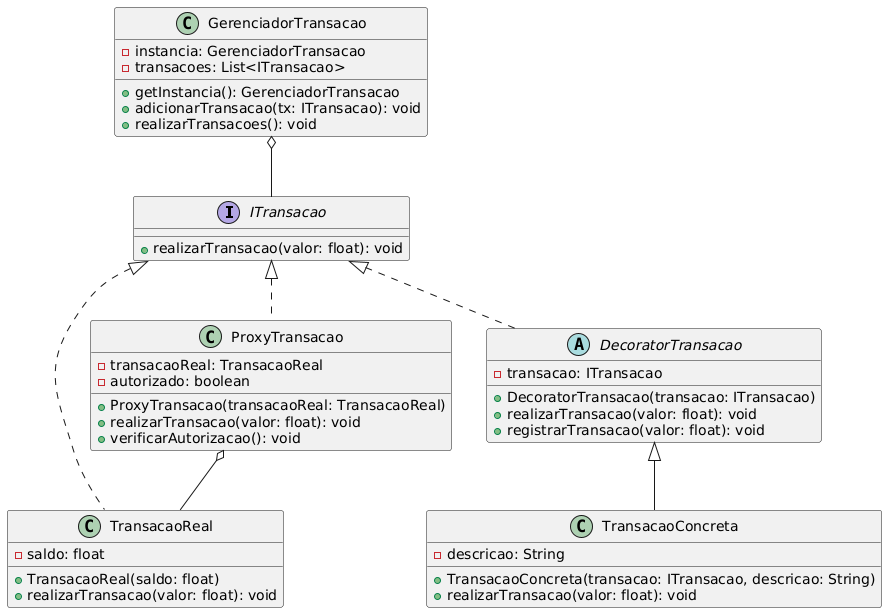 C GerenciadorTransacao
instancia: GerenciadorTransacao
transacoes: List<ITransacao>
getInstancia(): GerenciadorTransacao
adicionarTransacao(tx: ITransacao): void
realizarTransacoes(): void
I ITransacao
realizarTransacao(valor: float): void
C ProxyTransacao
transacaoReal: TransacaoReal
autorizado: boolean
ProxyTransacao(transacaoReal: TransacaoReal)
realizarTransacao(valor: float): void
verificarAutorizacao(): void
A DecoratorTransacao
transacao: ITransacao
DecoratorTransacao(transacao: ITransacao)
realizarTransacao(valor: float): void
registrarTransacao(valor: float): void
C TransacaoReal
saldo: float
TransacaoReal(saldo: float)
realizarTransacao(valor: float): void
C TransacaoConcreta
descricao: String
TransacaoConcreta(transacao: ITransacao, descricao: String)
realizarTransacao(valor: float): void